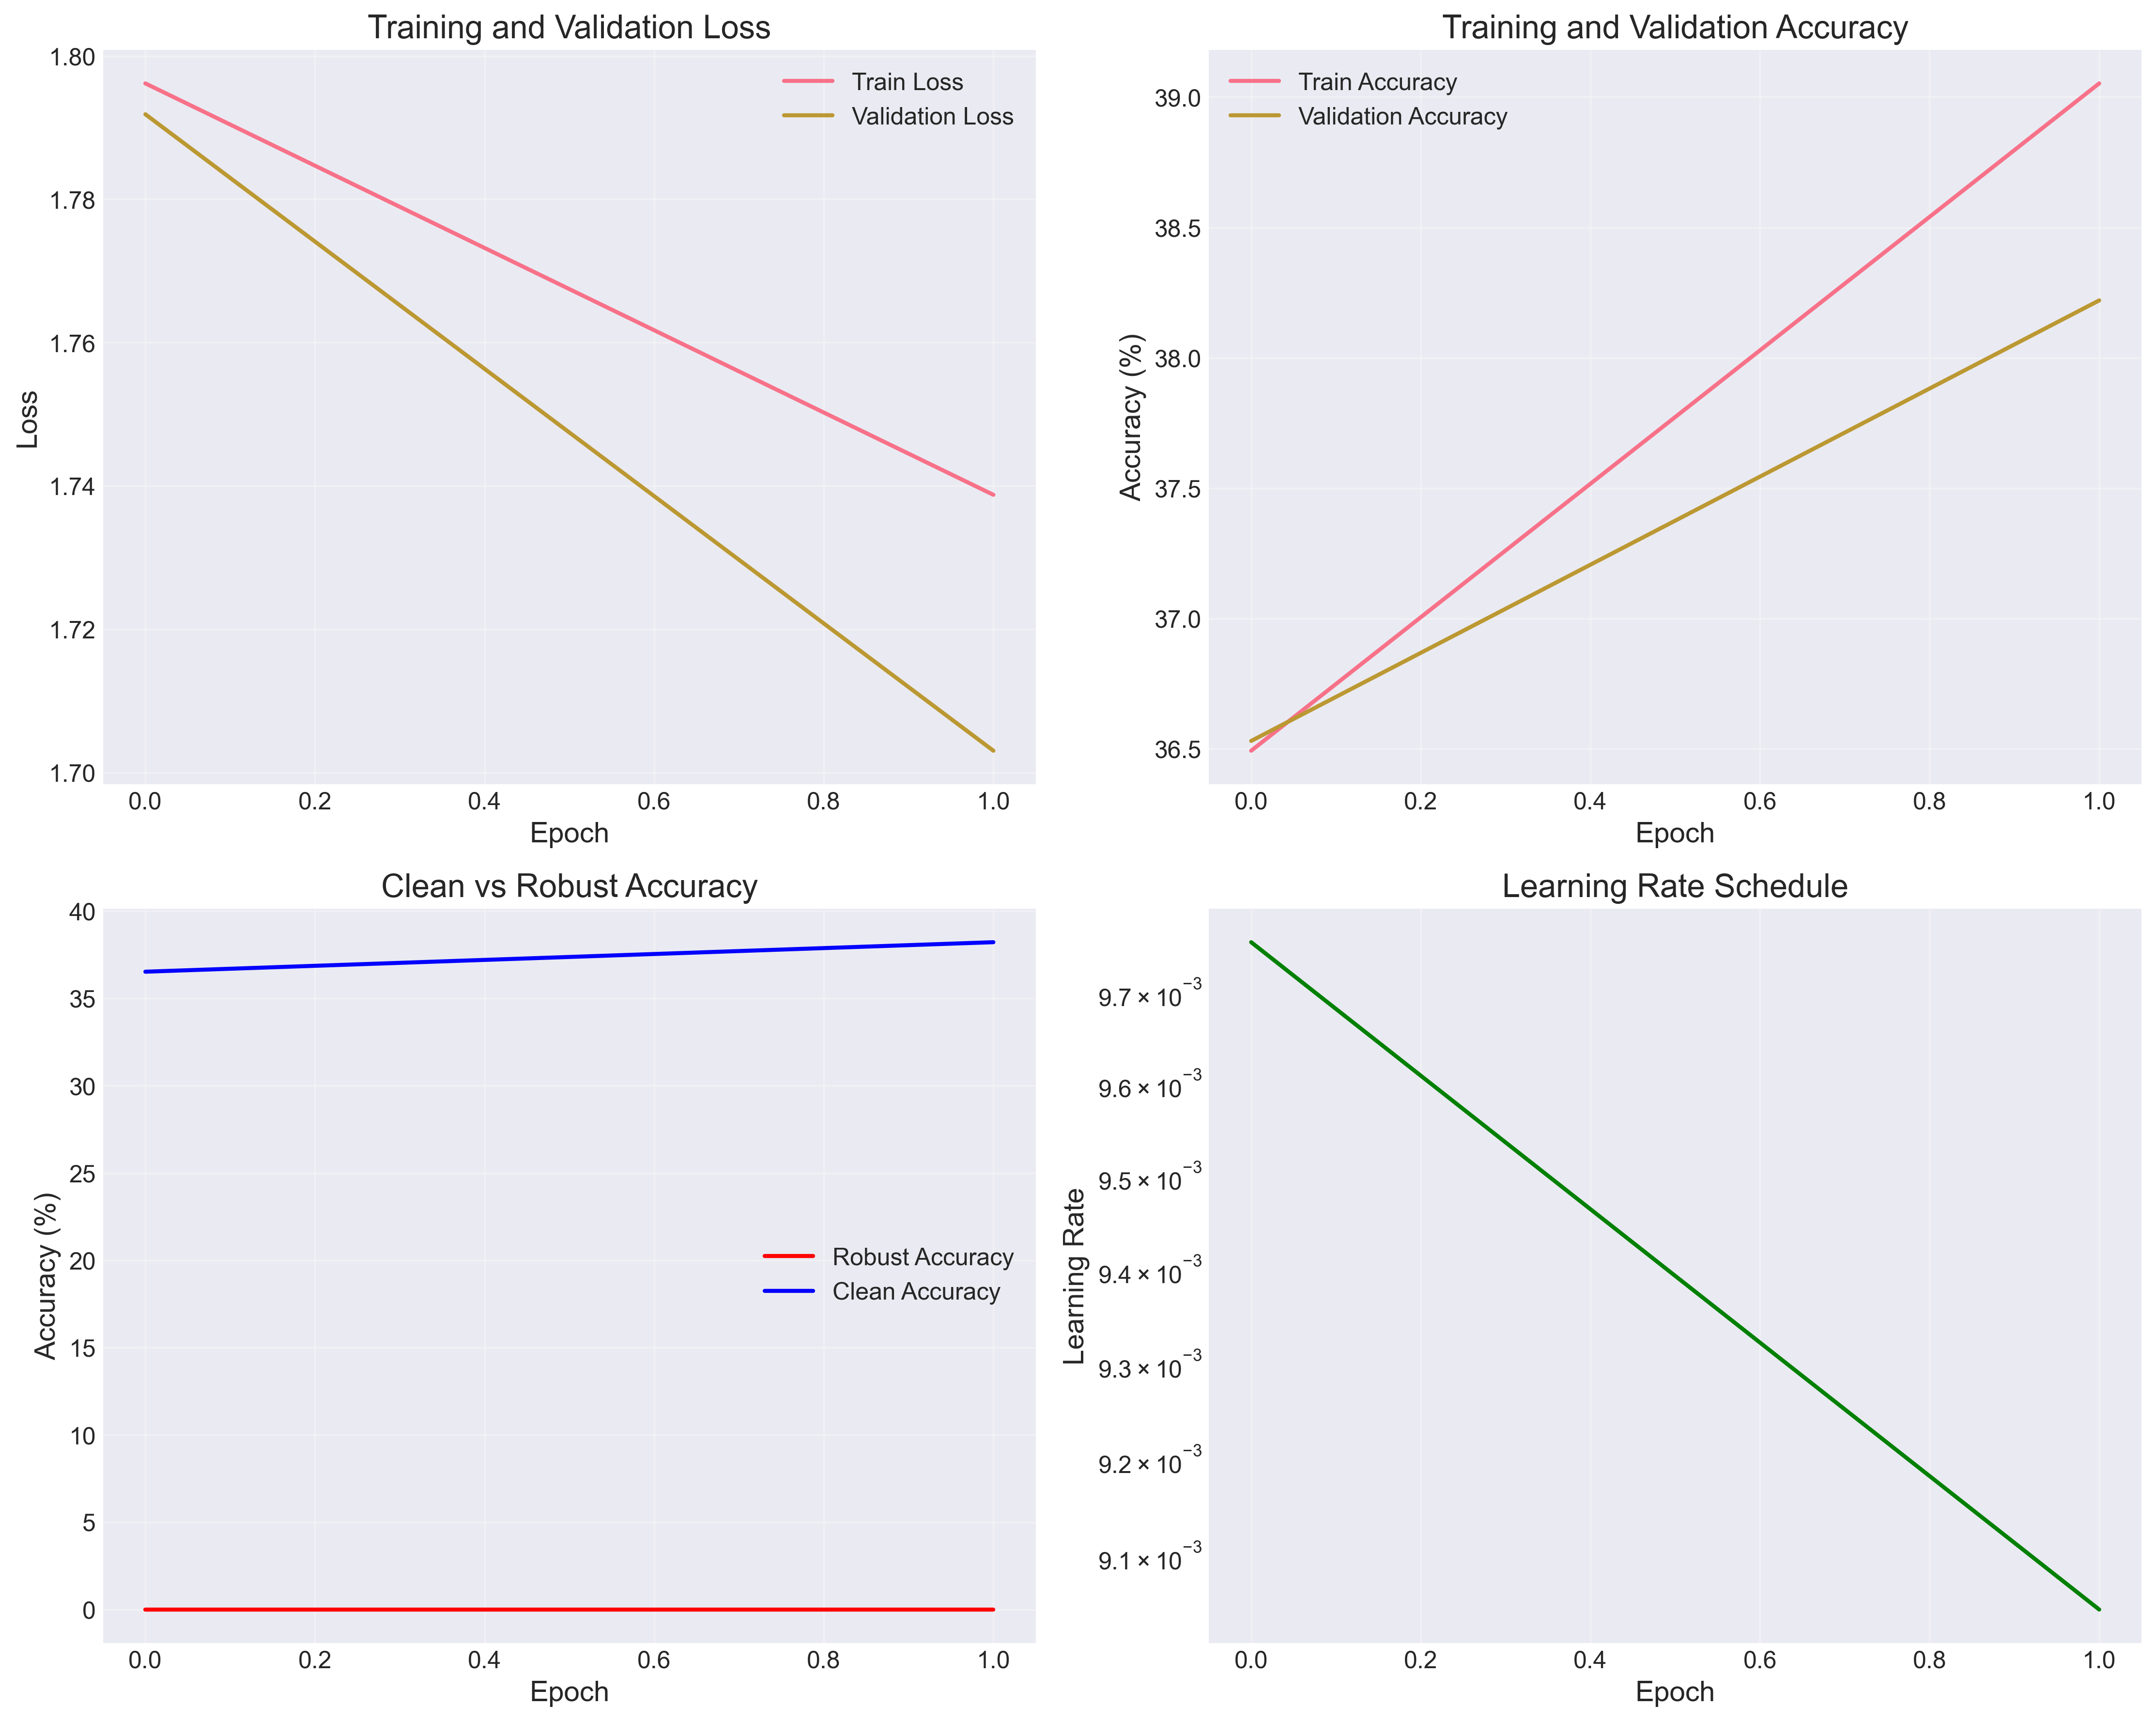 Training and Validation Loss
1.80
1.78
1.76
1.74
1.72
1.70
Loss
Train Loss
Validation Loss
0.0 0.2 0.4 0.6 0.8 1.0
Epoch
Training and Validation Accuracy
39.0
38.5
38.0
37.5
37.0
36.5
Accuracy (%)
Train Accuracy
Validation Accuracy
0.0 0.2 0.4 0.6 0.8 1.0
Epoch
Clean vs Robust Accuracy
40
35
30
25
20
15
10
5
0
Accuracy (%)
Robust Accuracy
Clean Accuracy
0.0 0.2 0.4 0.6 0.8 1.0
Epoch
Learning Rate Schedule
9.7 × 10⁻³
9.6 × 10⁻³
9.5 × 10⁻³
9.4 × 10⁻³
9.3 × 10⁻³
9.2 × 10⁻³
9.1 × 10⁻³
Learning Rate
0.0 0.2 0.4 0.6 0.8 1.0
Epoch